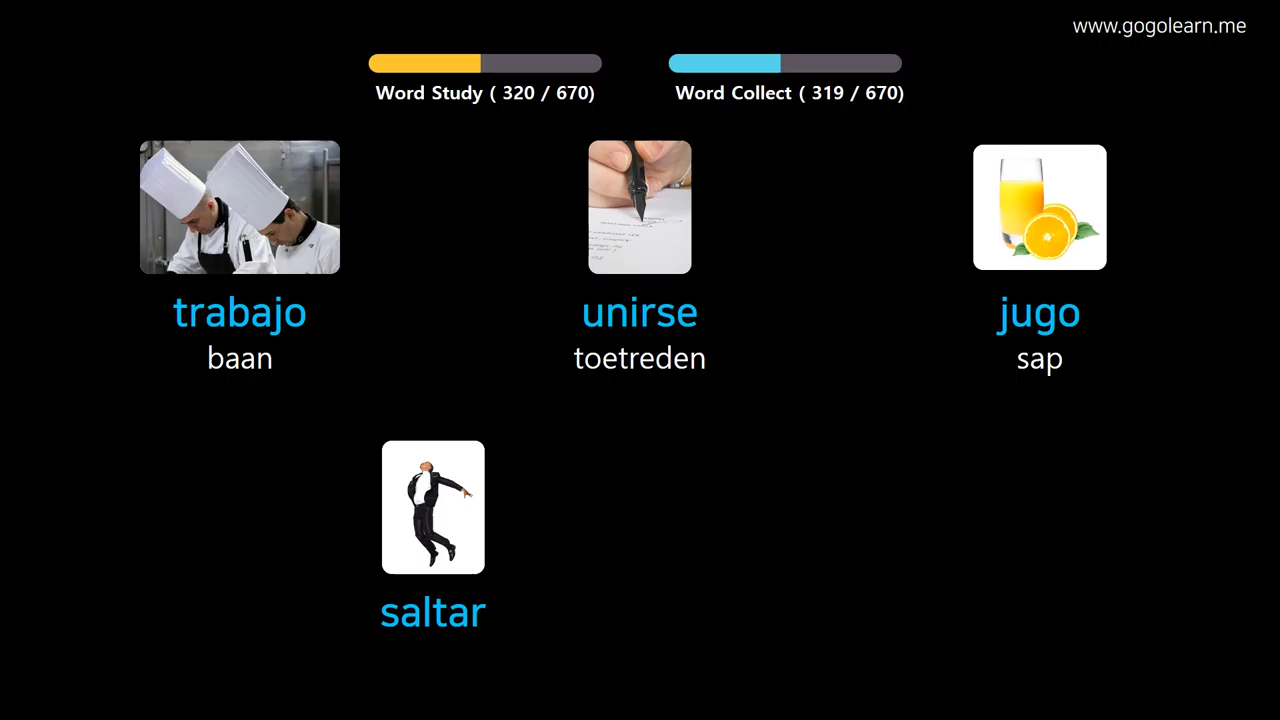 www.gogolearn.me
Word Study ( 320 / 670)
Word Collect ( 319 / 670)
trabajo
baan
unirse
toetreden
jugo
sap
saltar